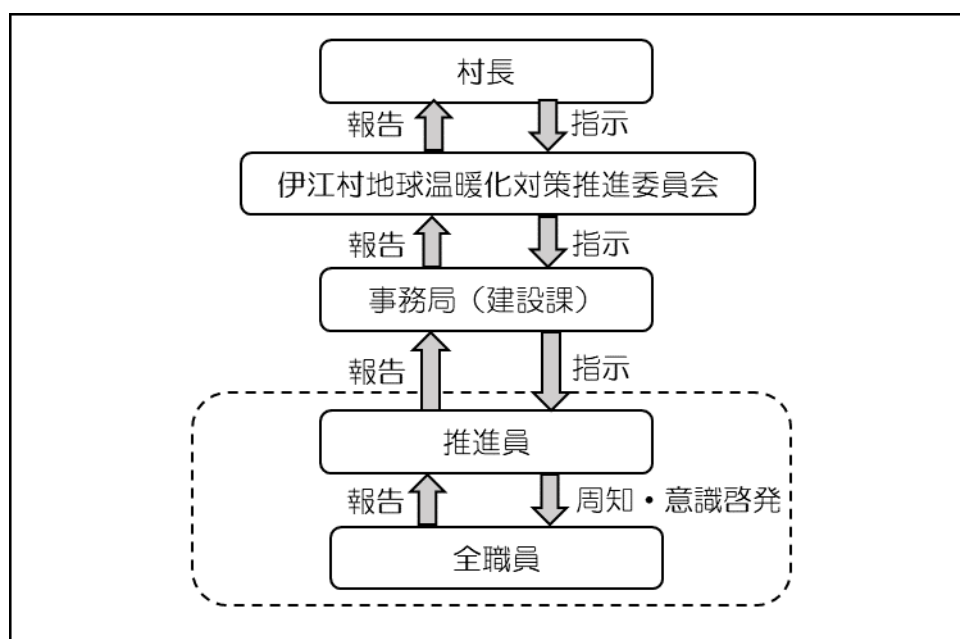 村長
報告
指示
伊江村地球温暖化対策推進委員会
報告
指示
事務局（建設課）
報告
指示
推進員
報告
周知・意識啓発
全職員